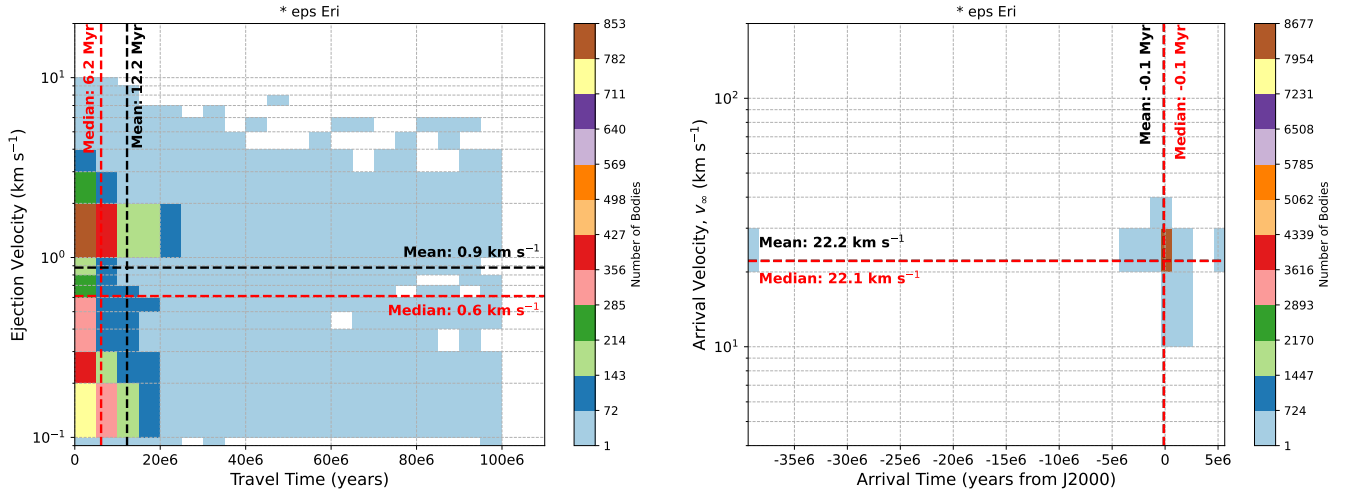 * eps Eri
Ejection Velocity (km s⁻¹)
10¹
10⁰
10⁻¹
Median: 6.2 Myr
Mean: 12.2 Myr
Mean: 0.9 km s⁻¹
Median: 0.6 km s⁻¹
0 20e6 40e6 60e6 80e6 100e6
Travel Time (years)
853
782
711
640
569
498
427
356
285
214
143
72
1
Number of Bodies
* eps Eri
Arrival Velocity, v∞ (km s⁻¹)
10²
10¹
Mean: -0.1 Myr
Median: -0.1 Myr
Mean: 22.2 km s⁻¹
Median: 22.1 km s⁻¹
-35e6 -30e6 -25e6 -20e6 -15e6 -10e6 -5e6 0 5e6
Arrival Time (years from J2000)
8677
7954
7231
6508
5785
5062
4339
3616
2893
2170
1447
724
1
Number of Bodies